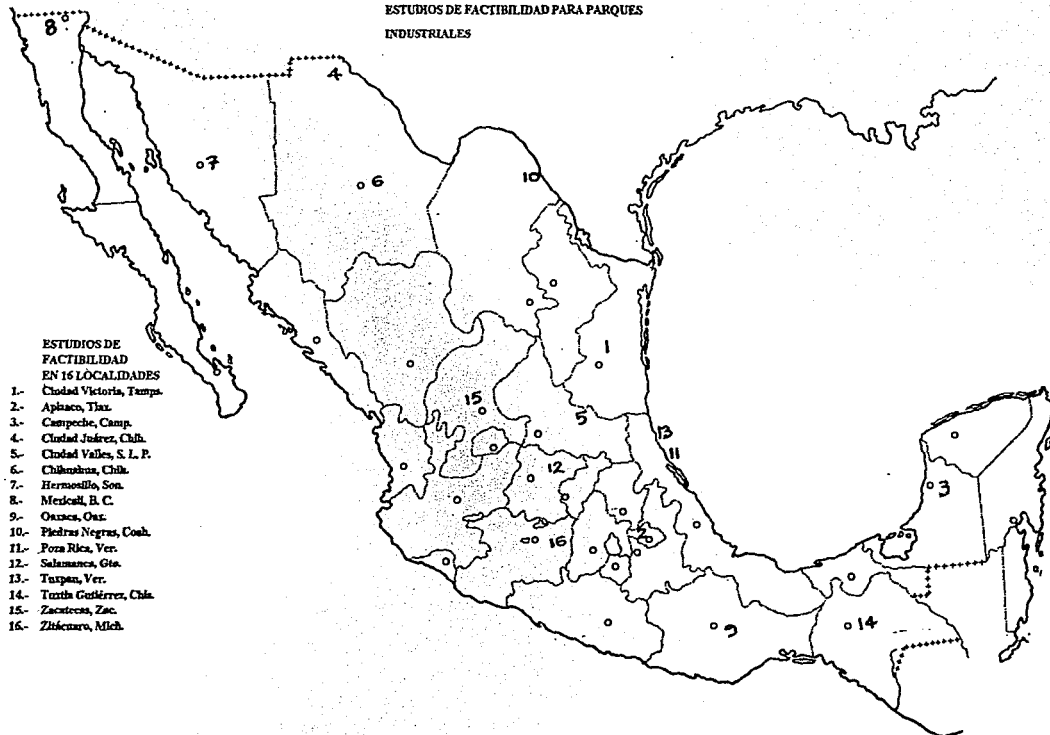 ESTUDIOS DE FACTIBILIDAD PARA PARQUES
INDUSTRIALES
8
4
7
6
10
1
15
5
13
11
12
3
2
16
9
14
ESTUDIOS DE
FACTIBILIDAD
EN 16 LOCALIDADES
1.- Ciudad Victoria, Tamps.
2.- Apizaco, Tlax.
3.- Campeche, Camp.
4.- Ciudad Juárez, Chih.
5.- Ciudad Valles, S. L. P.
6.- Chihuahua, Chih.
7.- Hermosillo, Son.
8.- Mexicali, B. C.
9.- Oaxaca, Oax.
10.- Piedras Negras, Coah.
11.- Poza Rica, Ver.
12.- Salamanca, Gto.
13.- Tuxpan, Ver.
14.- Tuxtla Gutiérrez, Chis.
15.- Zacatecas, Zac.
16.- Zitácuaro, Mich.